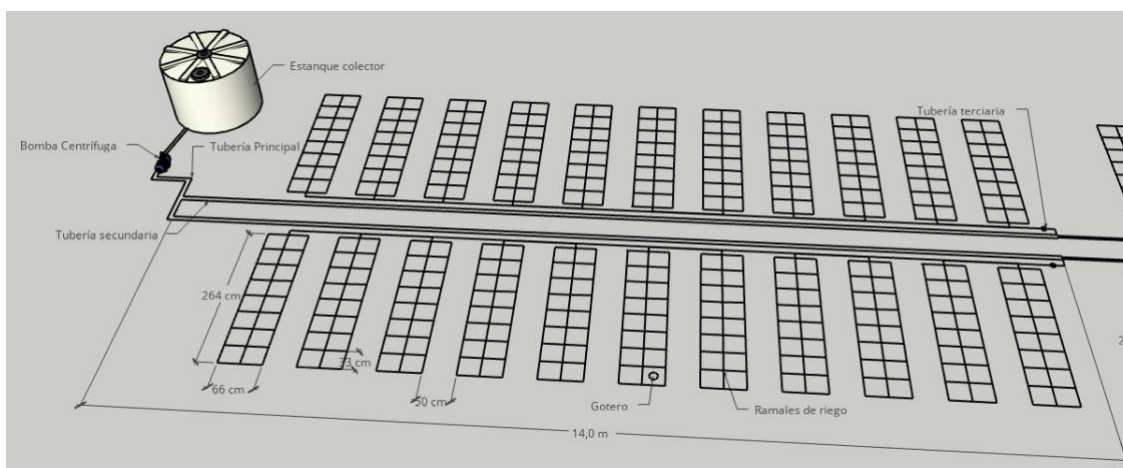 Estanque colector
Tubería terciaria
Bomba Centrífuga
Tubería Principal
Tubería secundaria
264 cm
33 cm
66 cm
50 cm
Gotero
Ramales de riego
14,0 m